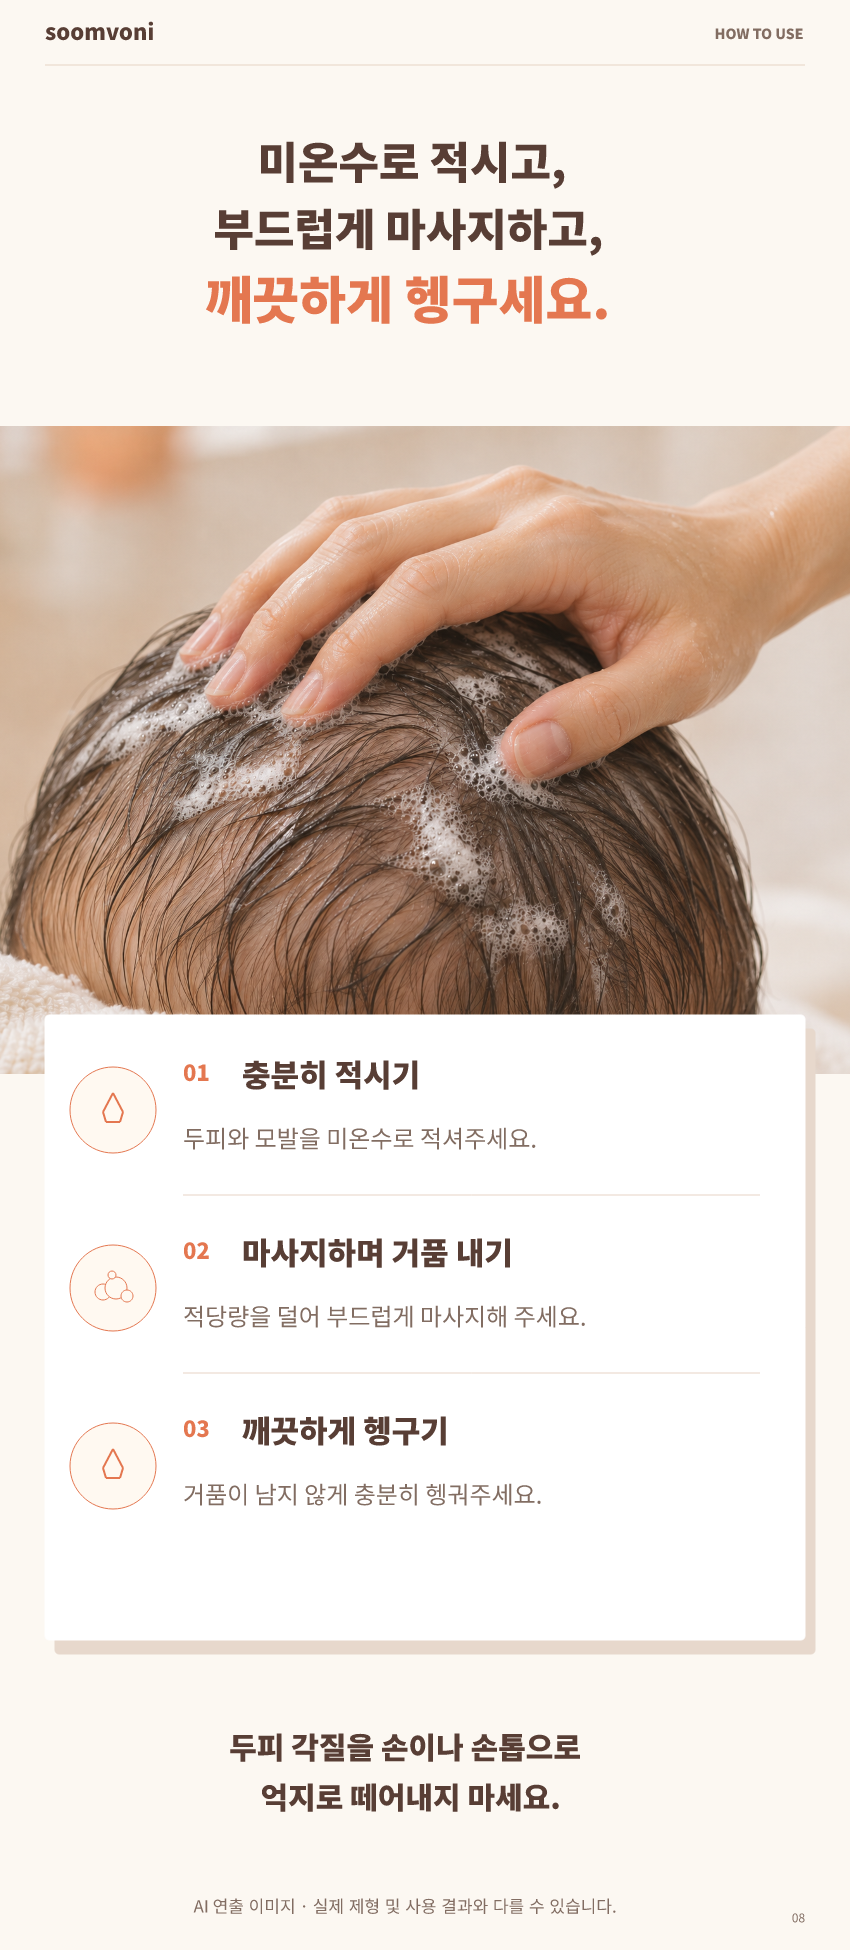 soomvoni
HOW TO USE
미온수로 적시고,
부드럽게 마사지하고,
깨끗하게 헹구세요.
01 충분히 적시기
두피와 모발을 미온수로 적셔주세요.
02 마사지하며 거품 내기
적당량을 덜어 부드럽게 마사지해 주세요.
03 깨끗하게 헹구기
거품이 남지 않게 충분히 헹궈주세요.
두피 각질을 손이나 손톱으로
억지로 떼어내지 마세요.
AI 연출 이미지 · 실제 제형 및 사용 결과와 다를 수 있습니다.
08